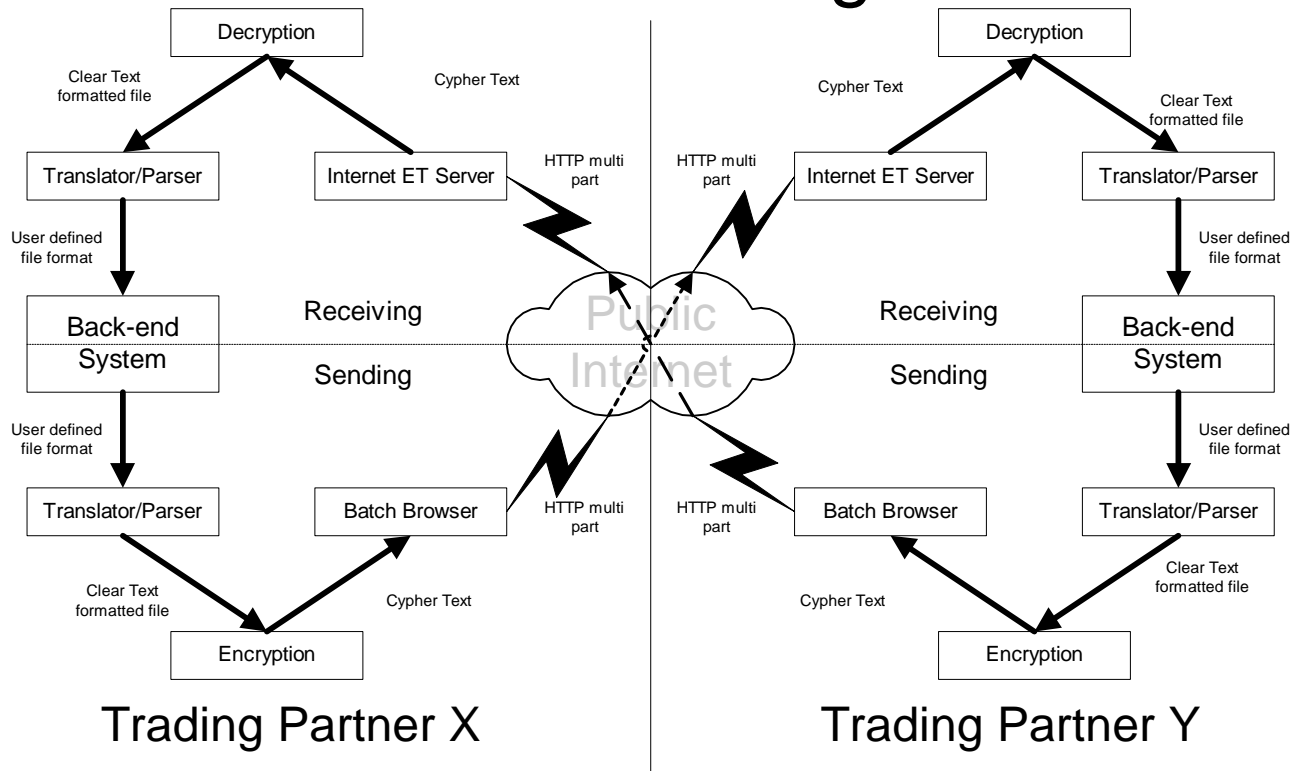 Decryption
Decryption
Clear Text
formatted file
Cypher Text
Cypher Text
Clear Text
formatted file
Translator/Parser
Internet ET Server
HTTP multi
part
HTTP multi
part
Internet ET Server
Translator/Parser
User defined
file format
User defined
file format
Back-end
System
Receiving
Sending
Public
Internet
Receiving
Sending
Back-end
System
User defined
file format
User defined
file format
Translator/Parser
Batch Browser
HTTP multi
part
HTTP multi
part
Batch Browser
Translator/Parser
Clear Text
formatted file
Cypher Text
Cypher Text
Clear Text
formatted file
Encryption
Encryption
Trading Partner X
Trading Partner Y